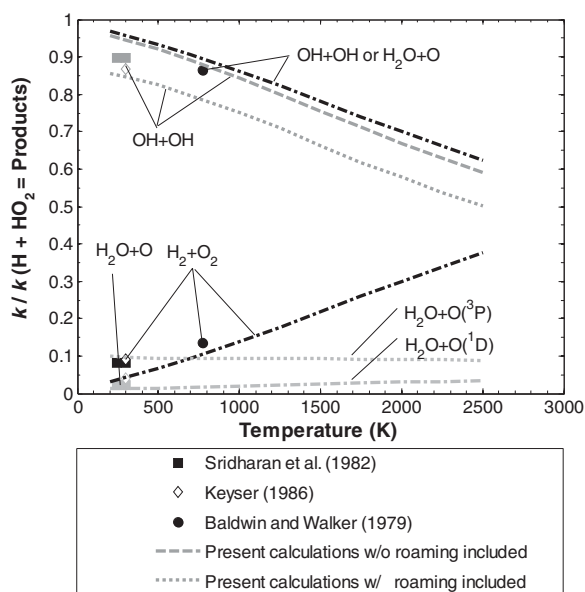 k / k (H + HO2 = Products)
1
0.9
0.8
0.7
0.6
0.5
0.4
0.3
0.2
0.1
0
OH+OH or H2O+O
OH+OH
H2O+O
H2+O2
H2O+O(3P)
H2O+O(1D)
0 500 1000 1500 2000 2500 3000
Temperature (K)
Sridharan et al. (1982)
Keyser (1986)
Baldwin and Walker (1979)
Present calculations w/o roaming included
Present calculations w/ roaming included